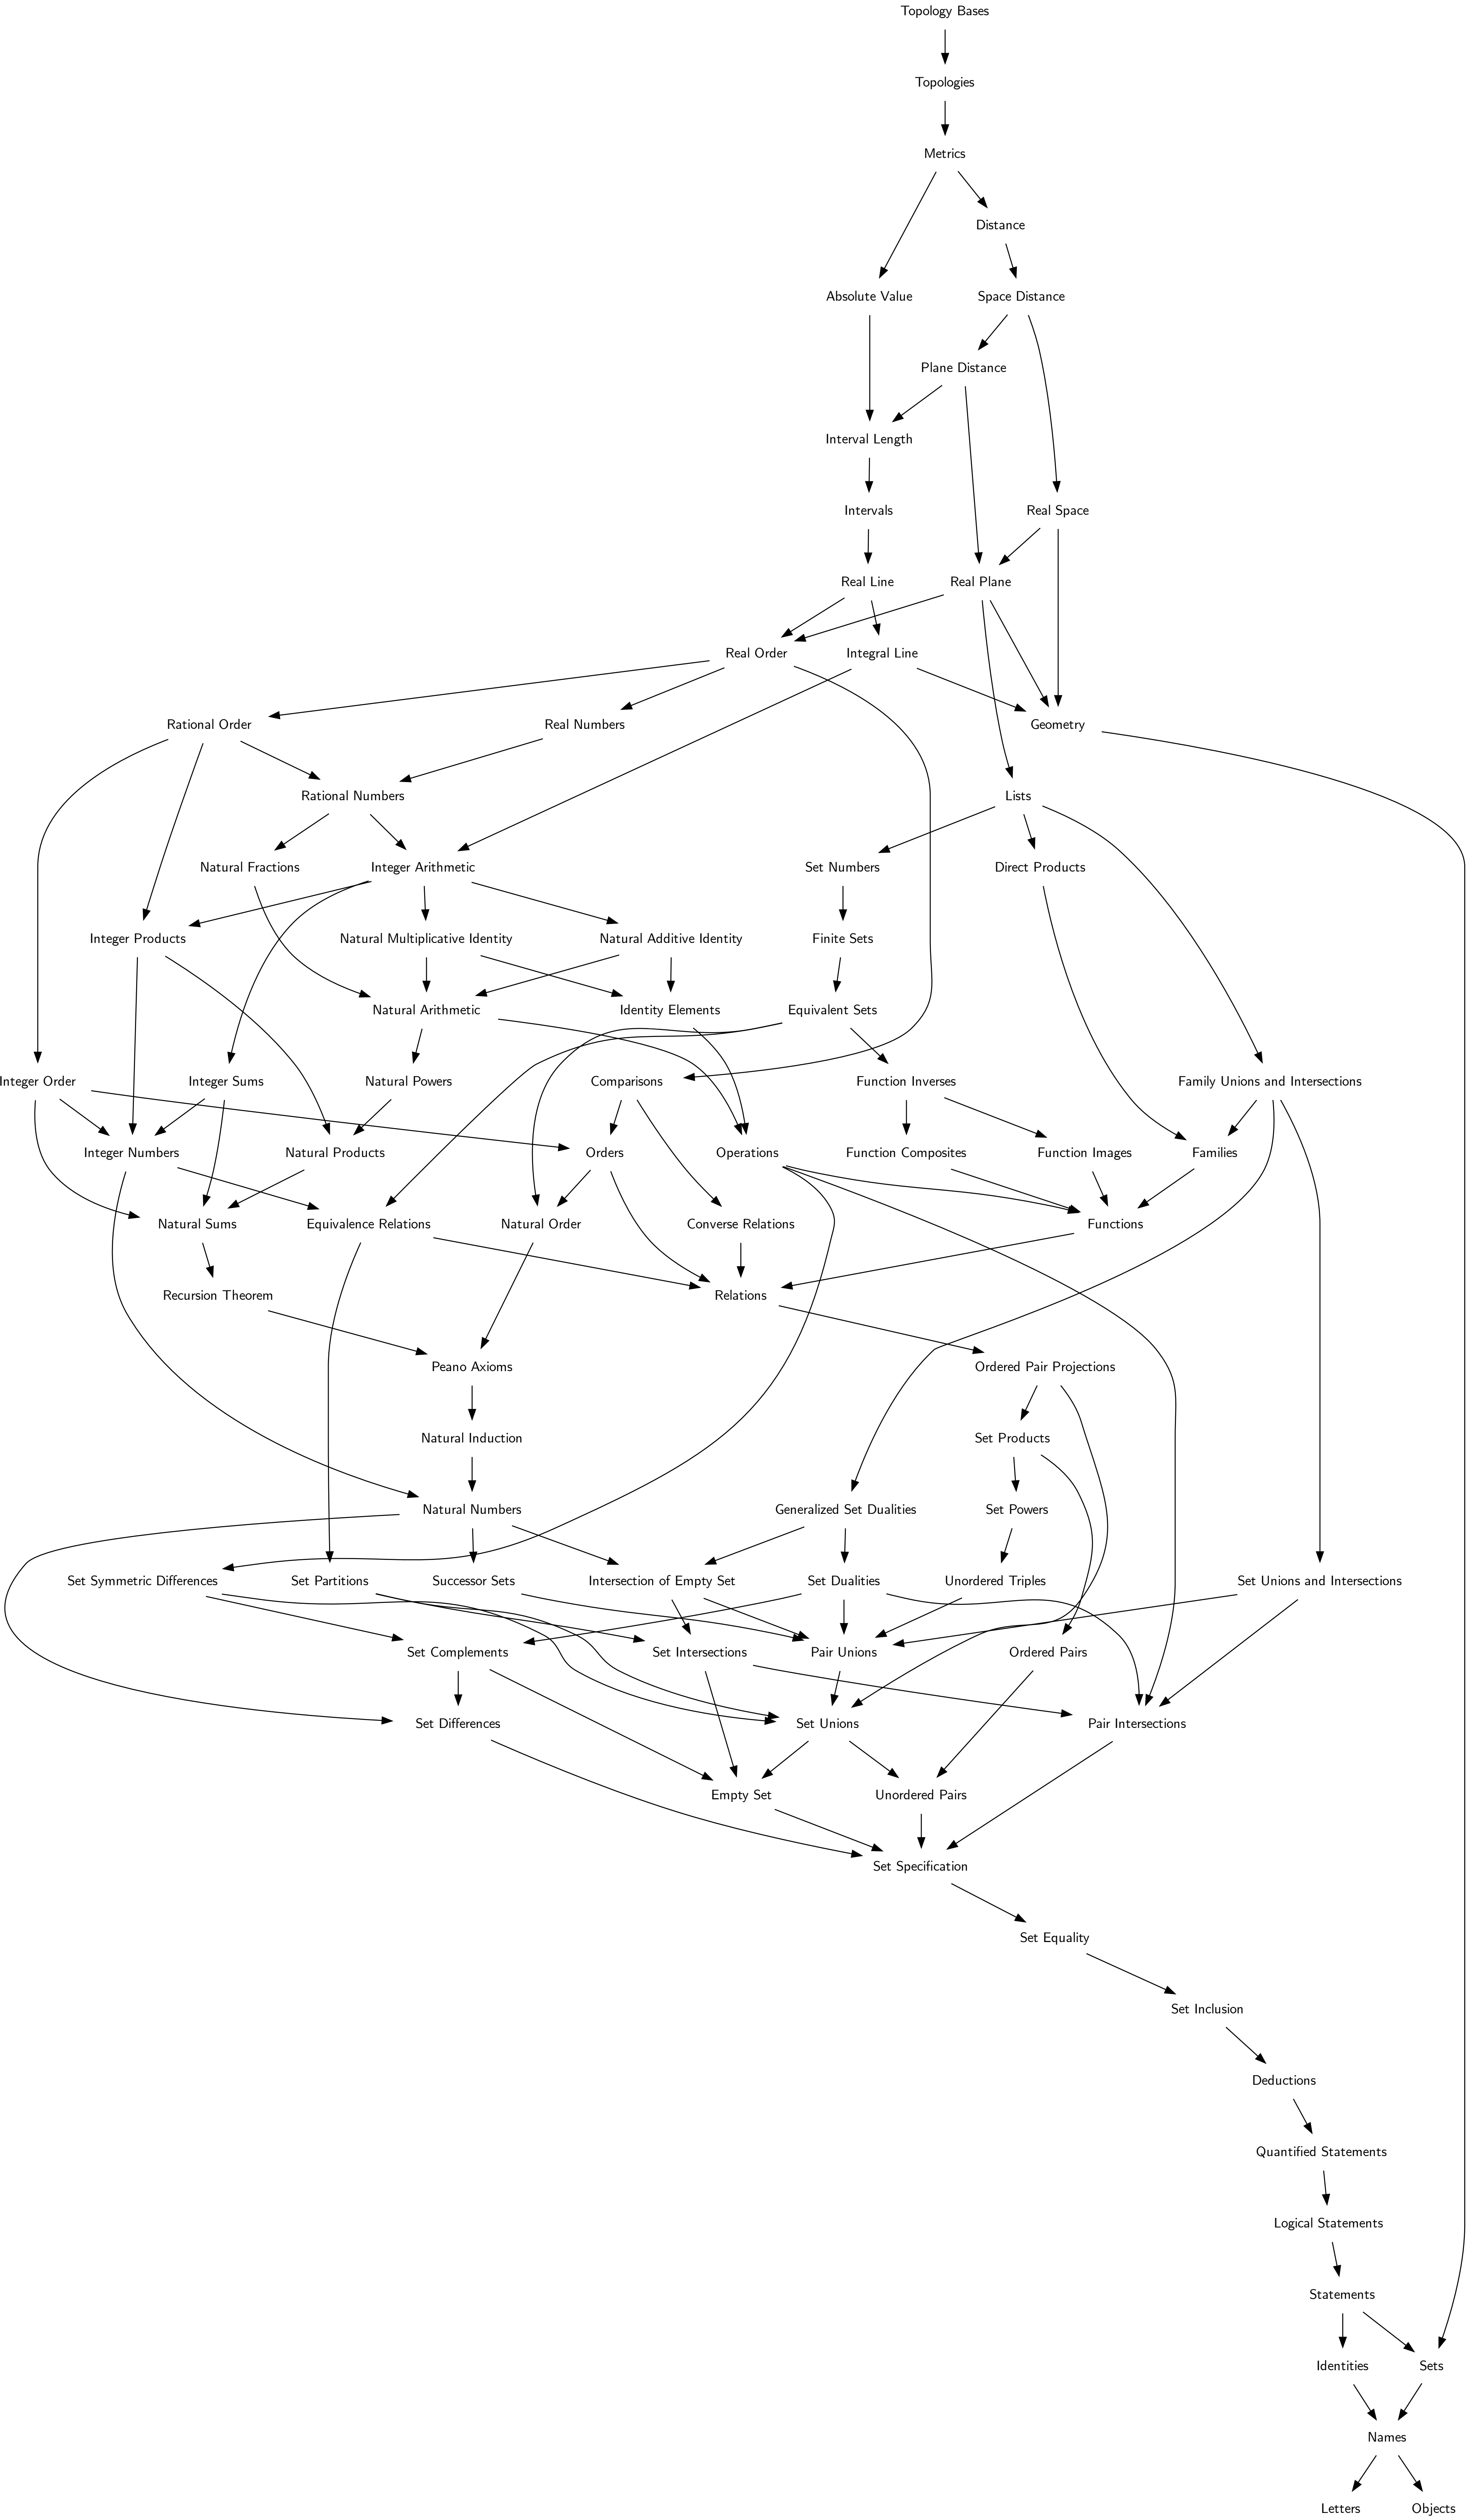 Topology Bases
Topologies
Metrics
Distance
Absolute Value
Space Distance
Plane Distance
Interval Length
Intervals
Real Space
Real Line
Real Plane
Real Order
Integral Line
Rational Order
Real Numbers
Geometry
Rational Numbers
Lists
Natural Fractions
Integer Arithmetic
Set Numbers
Direct Products
Integer Products
Natural Multiplicative Identity
Natural Additive Identity
Finite Sets
Natural Arithmetic
Identity Elements
Equivalent Sets
Integer Order
Integer Sums
Natural Powers
Comparisons
Function Inverses
Family Unions and Intersections
Integer Numbers
Natural Products
Orders
Operations
Function Composites
Function Images
Families
Natural Sums
Equivalence Relations
Natural Order
Converse Relations
Functions
Recursion Theorem
Relations
Peano Axioms
Ordered Pair Projections
Natural Induction
Set Products
Natural Numbers
Generalized Set Dualities
Set Powers
Set Symmetric Differences
Set Partitions
Successor Sets
Intersection of Empty Set
Set Dualities
Unordered Triples
Set Unions and Intersections
Set Complements
Set Intersections
Pair Unions
Ordered Pairs
Set Differences
Set Unions
Pair Intersections
Empty Set
Unordered Pairs
Set Specification
Set Equality
Set Inclusion
Deductions
Quantified Statements
Logical Statements
Statements
Identities
Sets
Names
Letters
Objects